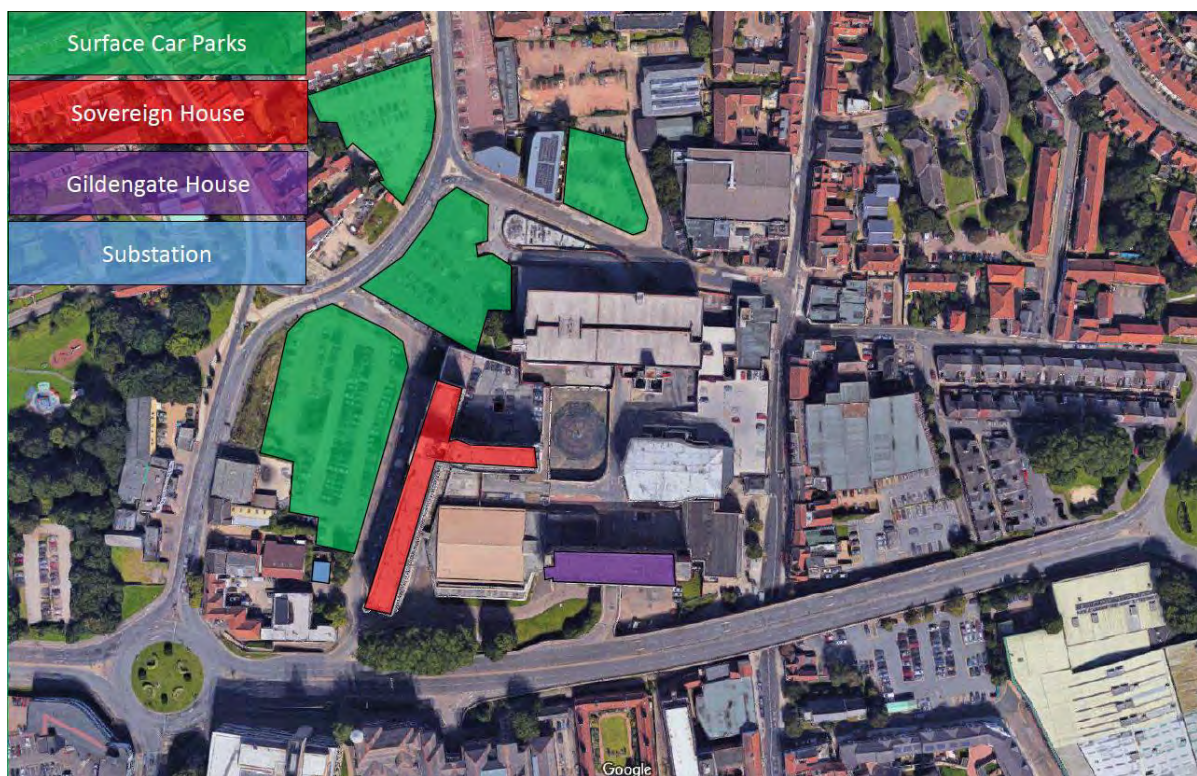 Surface Car Parks
Sovereign House
Gildengate House
Substation
Google